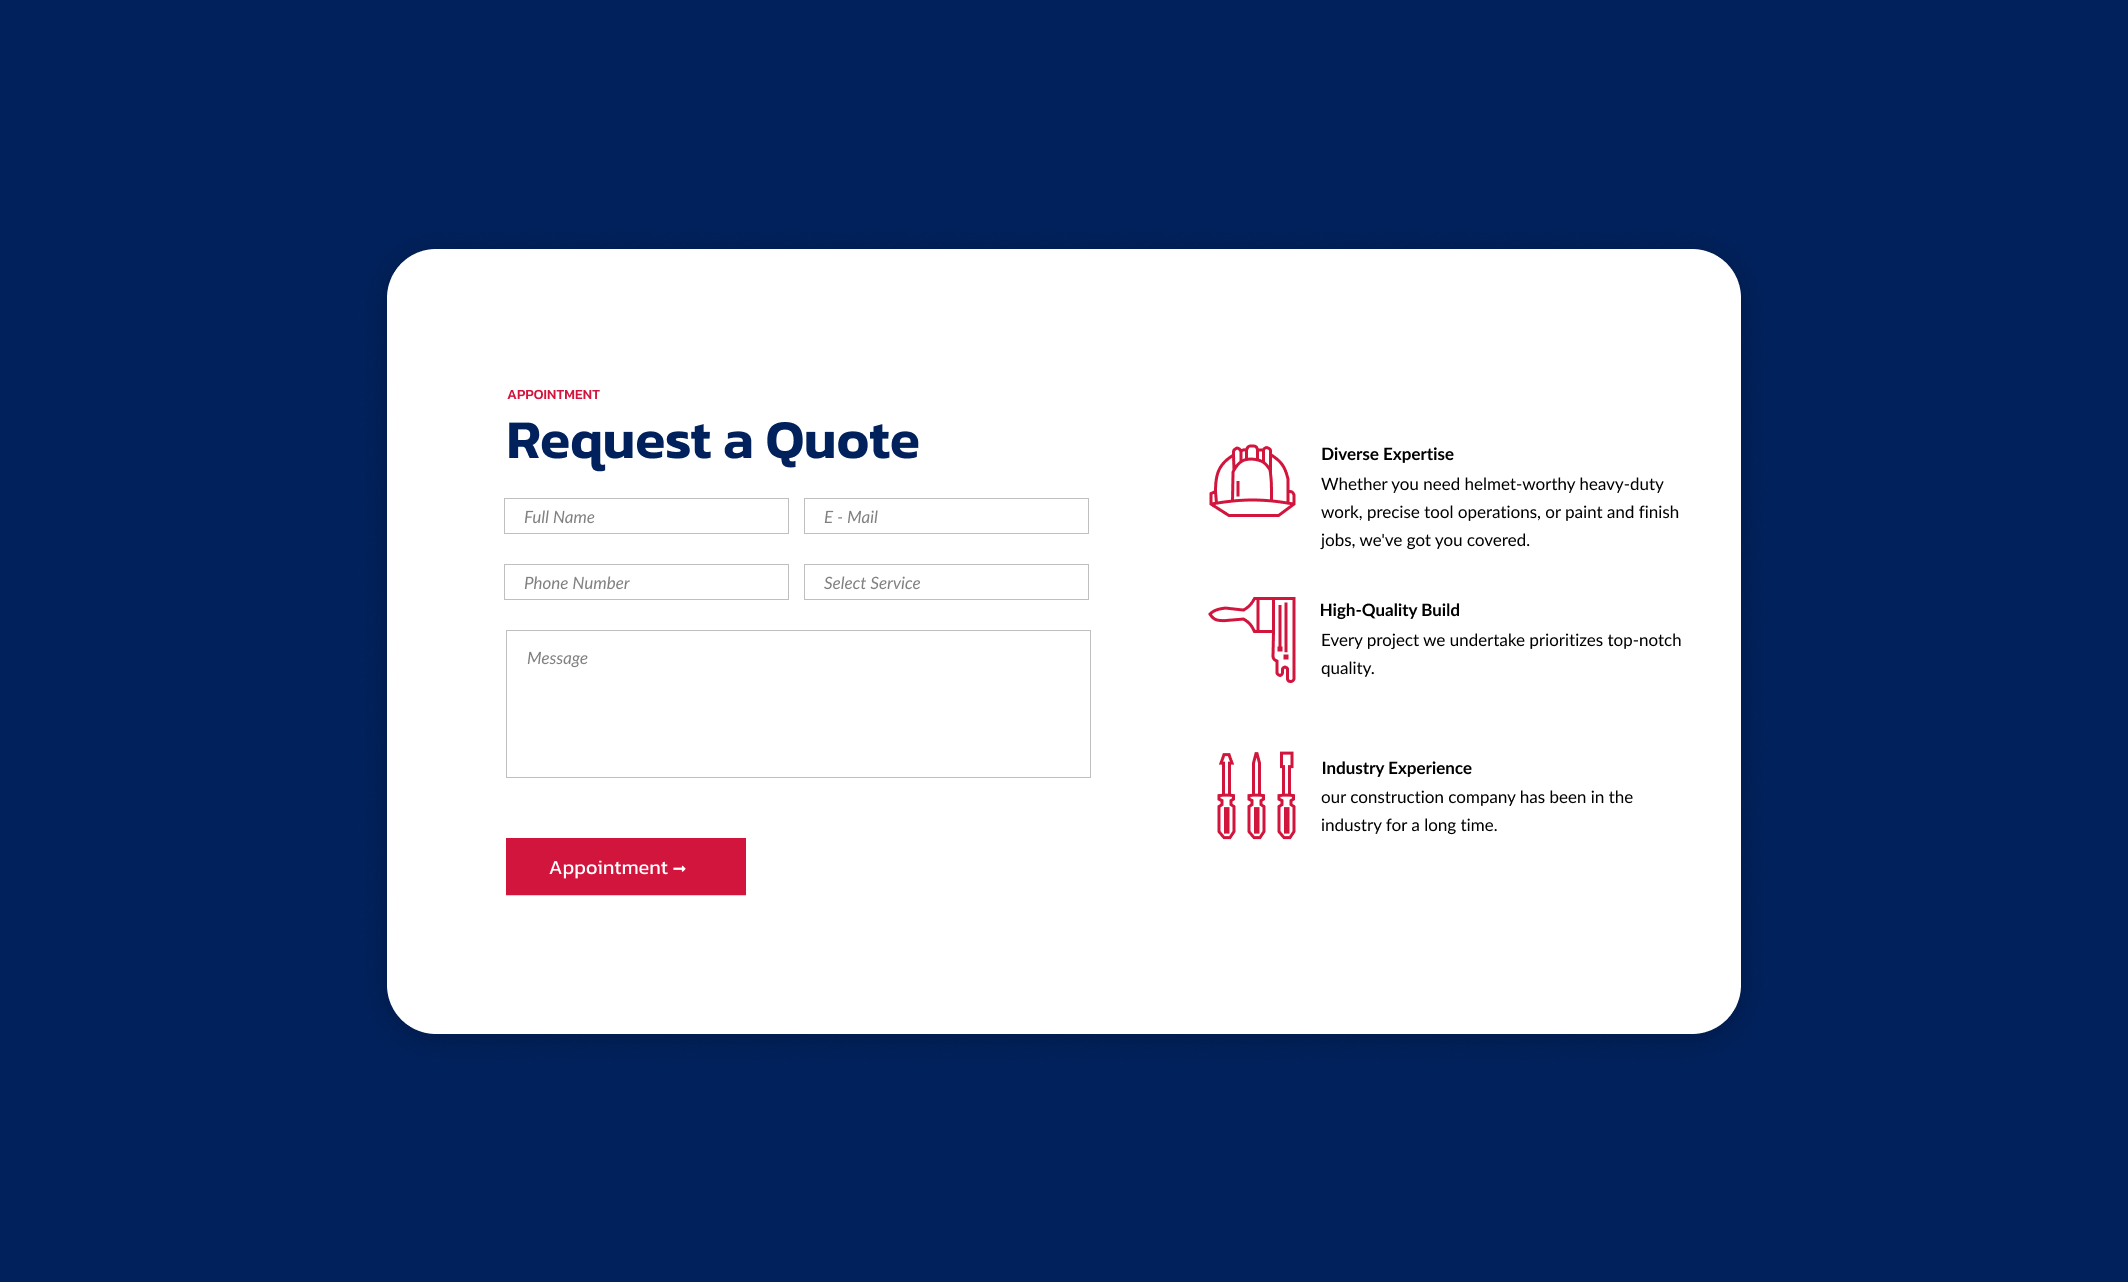 APPOINTMENT
Request a Quote
Full Name
E - Mail
Phone Number
Select Service
Message
Appointment →
Diverse Expertise
Whether you need helmet-worthy heavy-duty
work, precise tool operations, or paint and finish
jobs, we've got you covered.
High-Quality Build
Every project we undertake prioritizes top-notch
quality.
Industry Experience
our construction company has been in the
industry for a long time.